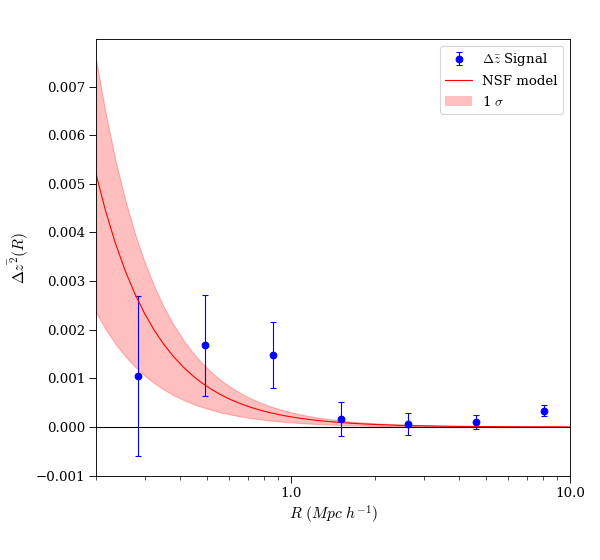 Δz̄ Signal
NSF model
1 σ
0.007
0.006
0.005
0.004
0.003
0.002
0.001
0.000
−0.001
Δz̄²(R)
1.0
10.0
R (Mpc h⁻¹)